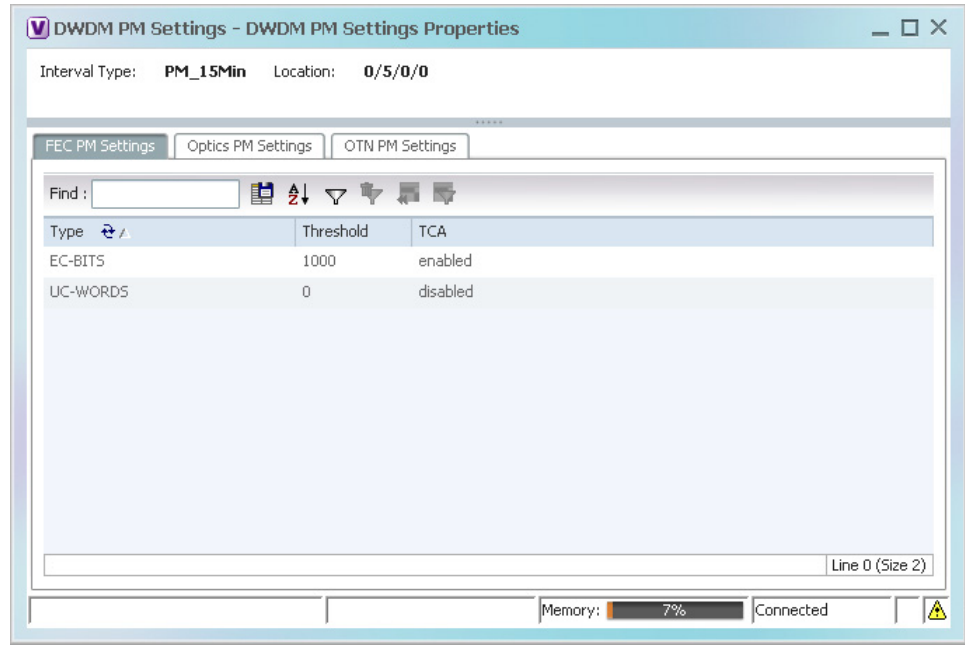 V DWDM PM Settings - DWDM PM Settings Properties
Interval Type: PM_15Min Location: 0/5/0/0
FEC PM Settings Optics PM Settings OTN PM Settings
Find :
Type Threshold TCA
EC-BITS 1000 enabled
UC-WORDS 0 disabled
Line 0 (Size 2)
Memory: 7% Connected